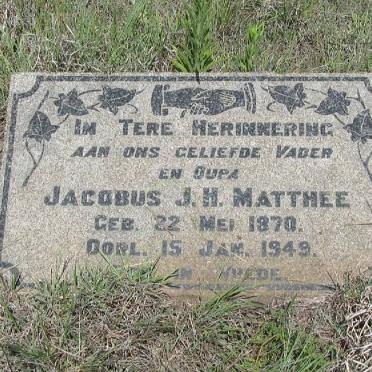 In Tere Herinnering
aan ons geliefde Vader
en Oupa
Jacobus J. H. Matthee
Geb. 22 Mei 1870.
Oorl. 15 Jan. 1949.
in Vrede